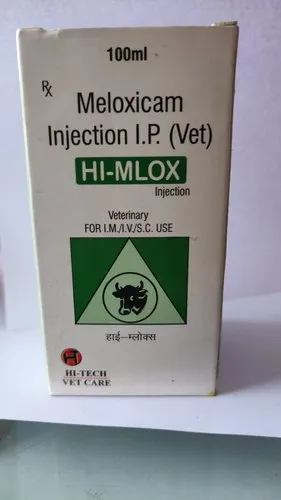 100ml
Rx
Meloxicam
Injection I.P. (Vet)
HI-MLOX
Injection
Veterinary
FOR I.M./I.V./S.C. USE
हाई-म्लोक्स
H
HI-TECH
VET CARE